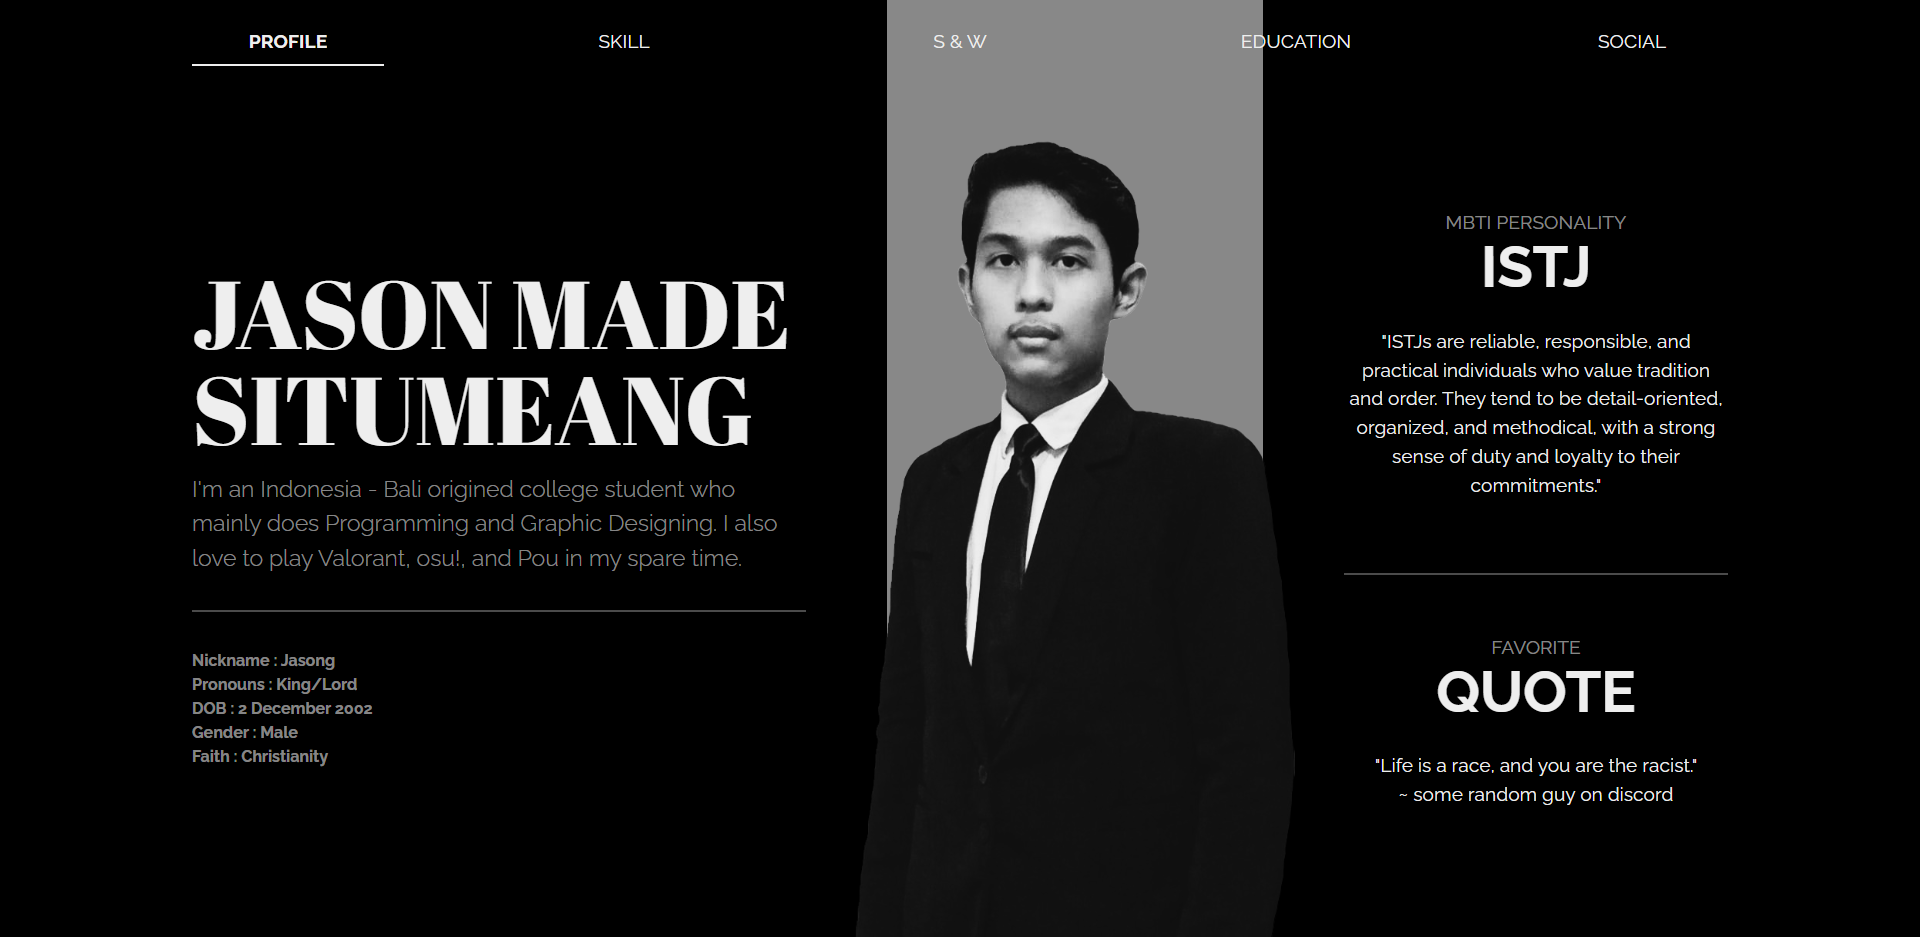 PROFILE
SKILL
S & W
EDUCATION
SOCIAL
JASON MADE
SITUMEANG
I'm an Indonesia - Bali origined college student who
mainly does Programming and Graphic Designing. I also
love to play Valorant, osu!, and Pou in my spare time.
Nickname : Jasong
Pronouns : King/Lord
DOB : 2 December 2002
Gender : Male
Faith : Christianity
MBTI PERSONALITY
ISTJ
"ISTJs are reliable, responsible, and
practical individuals who value tradition
and order. They tend to be detail-oriented,
organized, and methodical, with a strong
sense of duty and loyalty to their
commitments."
FAVORITE
QUOTE
"Life is a race, and you are the racist."
~ some random guy on discord